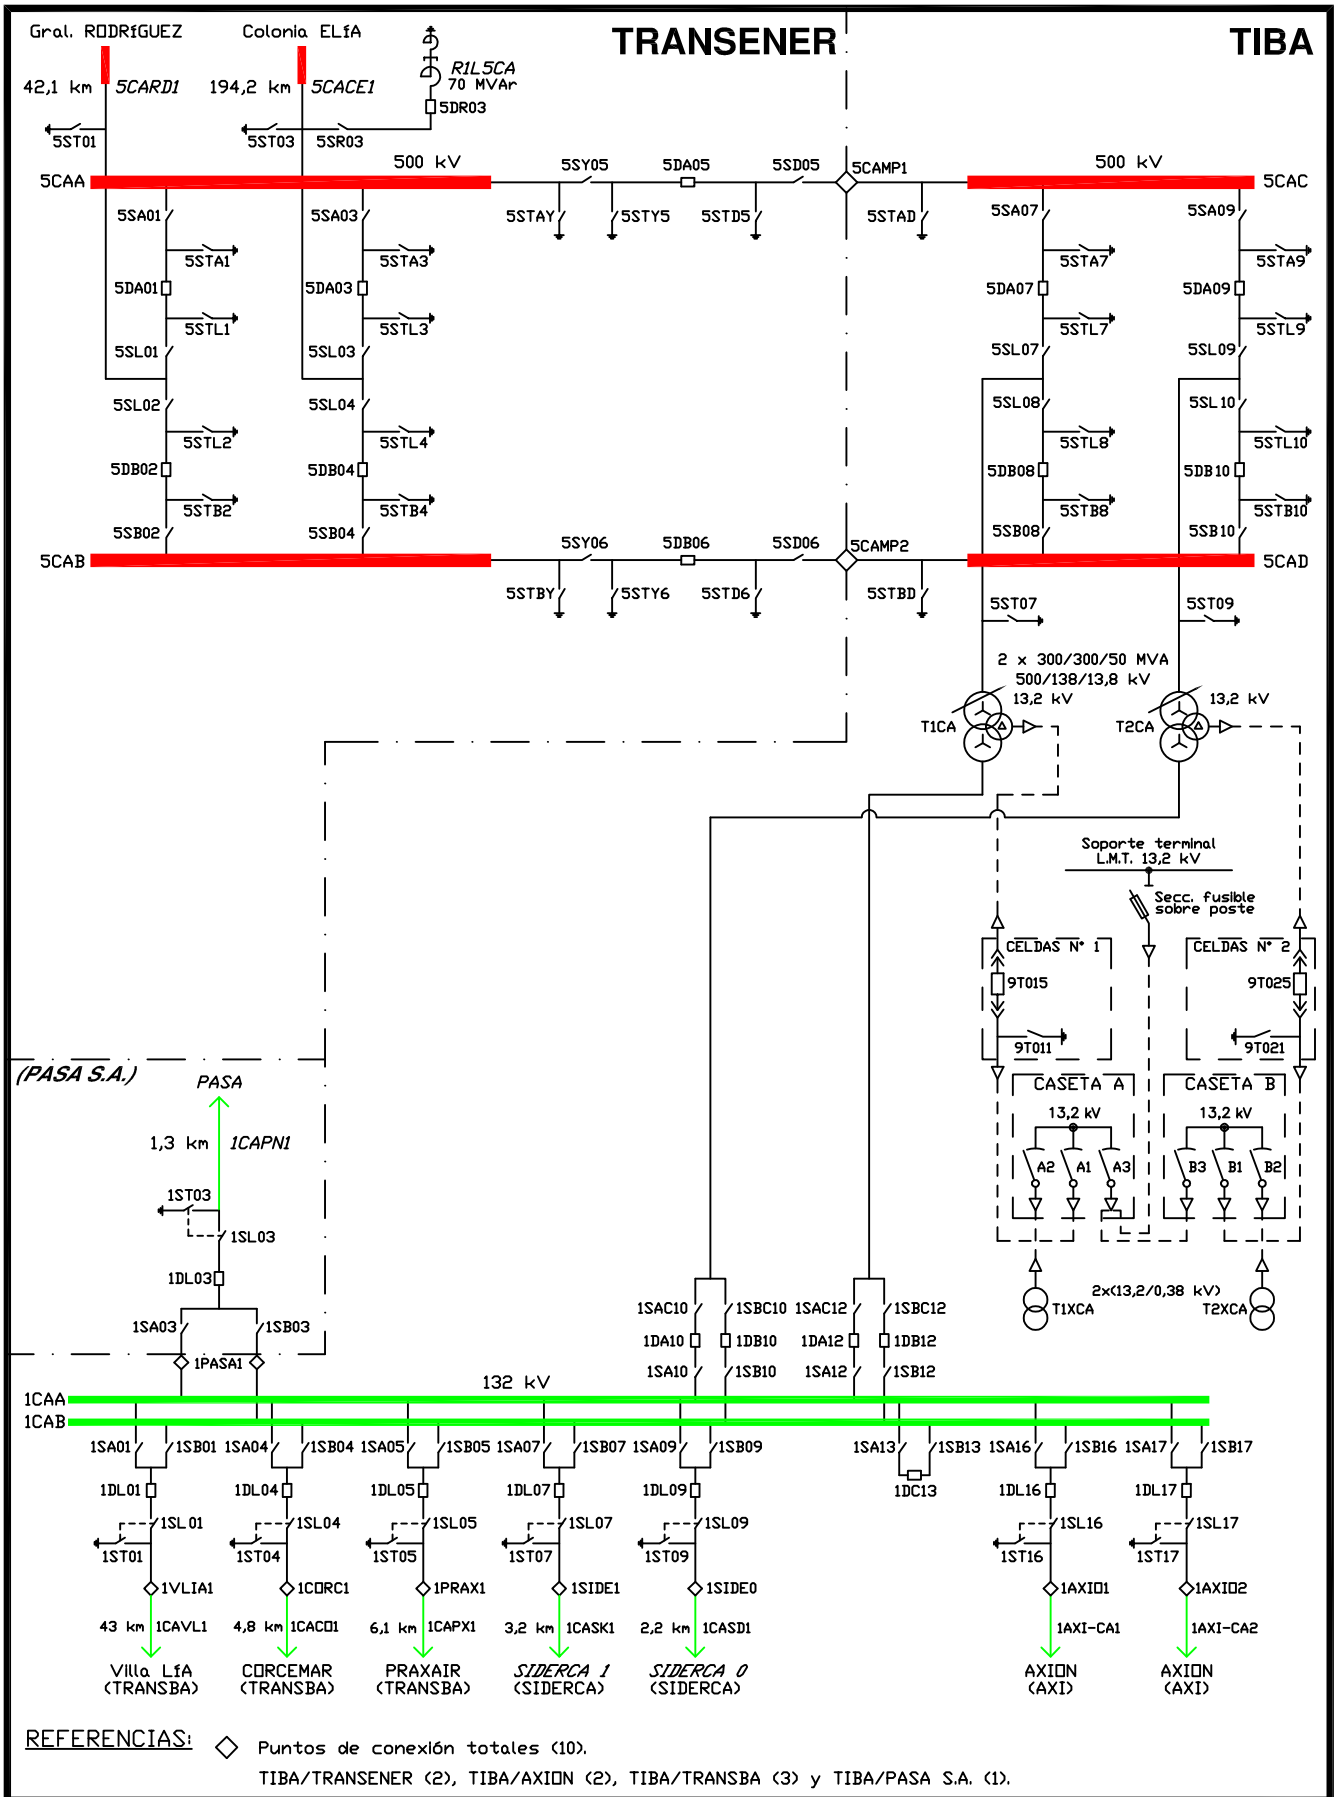 Gral. RODRíGUEZ
Colonia ELíA
TRANSENER
TIBA
42,1 km 5CARD1
194,2 km 5CACE1
R1L5CA
70 MVAr
5DR03
5ST01
5ST03
5SR03
500 kV
5SY05
5DA05
5SD05
5CAMP1
500 kV
5CAA
5CAC
5SA01
5SA03
5STAY
5STY5
5STD5
5STAD
5SA07
5SA09
5STA1
5STA3
5STA7
5STA9
5DA01
5DA03
5DA07
5DA09
5STL1
5STL3
5STL7
5STL9
5SL01
5SL03
5SL07
5SL09
5SL02
5SL04
5SL08
5SL10
5STL2
5STL4
5STL8
5STL10
5DB02
5DB04
5DB08
5DB10
5STB2
5STB4
5STB8
5STB10
5SB02
5SB04
5SB08
5SB10
5SY06
5DB06
5SD06
5CAMP2
5CAB
5CAD
5STBY
5STY6
5STD6
5STBD
5ST07
5ST09
2 x 300/300/50 MVA
500/138/13,8 kV
13,2 kV
13,2 kV
T1CA
T2CA
Soporte terminal
L.M.T. 13,2 kV
Secc. fusible
sobre poste
CELDAS N° 1
CELDAS N° 2
9T015
9T025
9T011
9T021
(PASA S.A.)
PASA
CASETA A
CASETA B
13,2 kV
13,2 kV
1,3 km 1CAPN1
A2
A1
A3
B3
B1
B2
1ST03
1SL03
1DL03
2x(13,2/0,38 kV)
T1XCA
T2XCA
1SAC10
1SBC10
1SAC12
1SBC12
1SA03
1SB03
1DA10
1DB10
1DA12
1DB12
1PASA1
1SA10
1SB10
1SA12
1SB12
132 kV
1CAA
1CAB
1SA01
1SB01
1SA04
1SB04
1SA05
1SB05
1SA07
1SB07
1SA09
1SB09
1SA13
1SB13
1SA16
1SB16
1SA17
1SB17
1DL01
1DL04
1DL05
1DL07
1DL09
1DC13
1DL16
1DL17
1SL01
1SL04
1SL05
1SL07
1SL09
1SL16
1SL17
1ST01
1ST04
1ST05
1ST07
1ST09
1ST16
1ST17
1VLIA1
1CORC1
1PRAX1
1SIDE1
1SIDE0
1AXIO1
1AXIO2
43 km 1CAVL1
4,8 km 1CACO1
6,1 km 1CAPX1
3,2 km 1CASK1
2,2 km 1CASD1
1AXI-CA1
1AXI-CA2
Villa LíA
(TRANSBA)
CORCEMAR
(TRANSBA)
PRAXAIR
(TRANSBA)
SIDERCA 1
(SIDERCA)
SIDERCA 0
(SIDERCA)
AXION
(AXI)
AXION
(AXI)
REFERENCIAS:
Puntos de conexión totales (10).
TIBA/TRANSENER (2), TIBA/AXION (2), TIBA/TRANSBA (3) y TIBA/PASA S.A. (1).